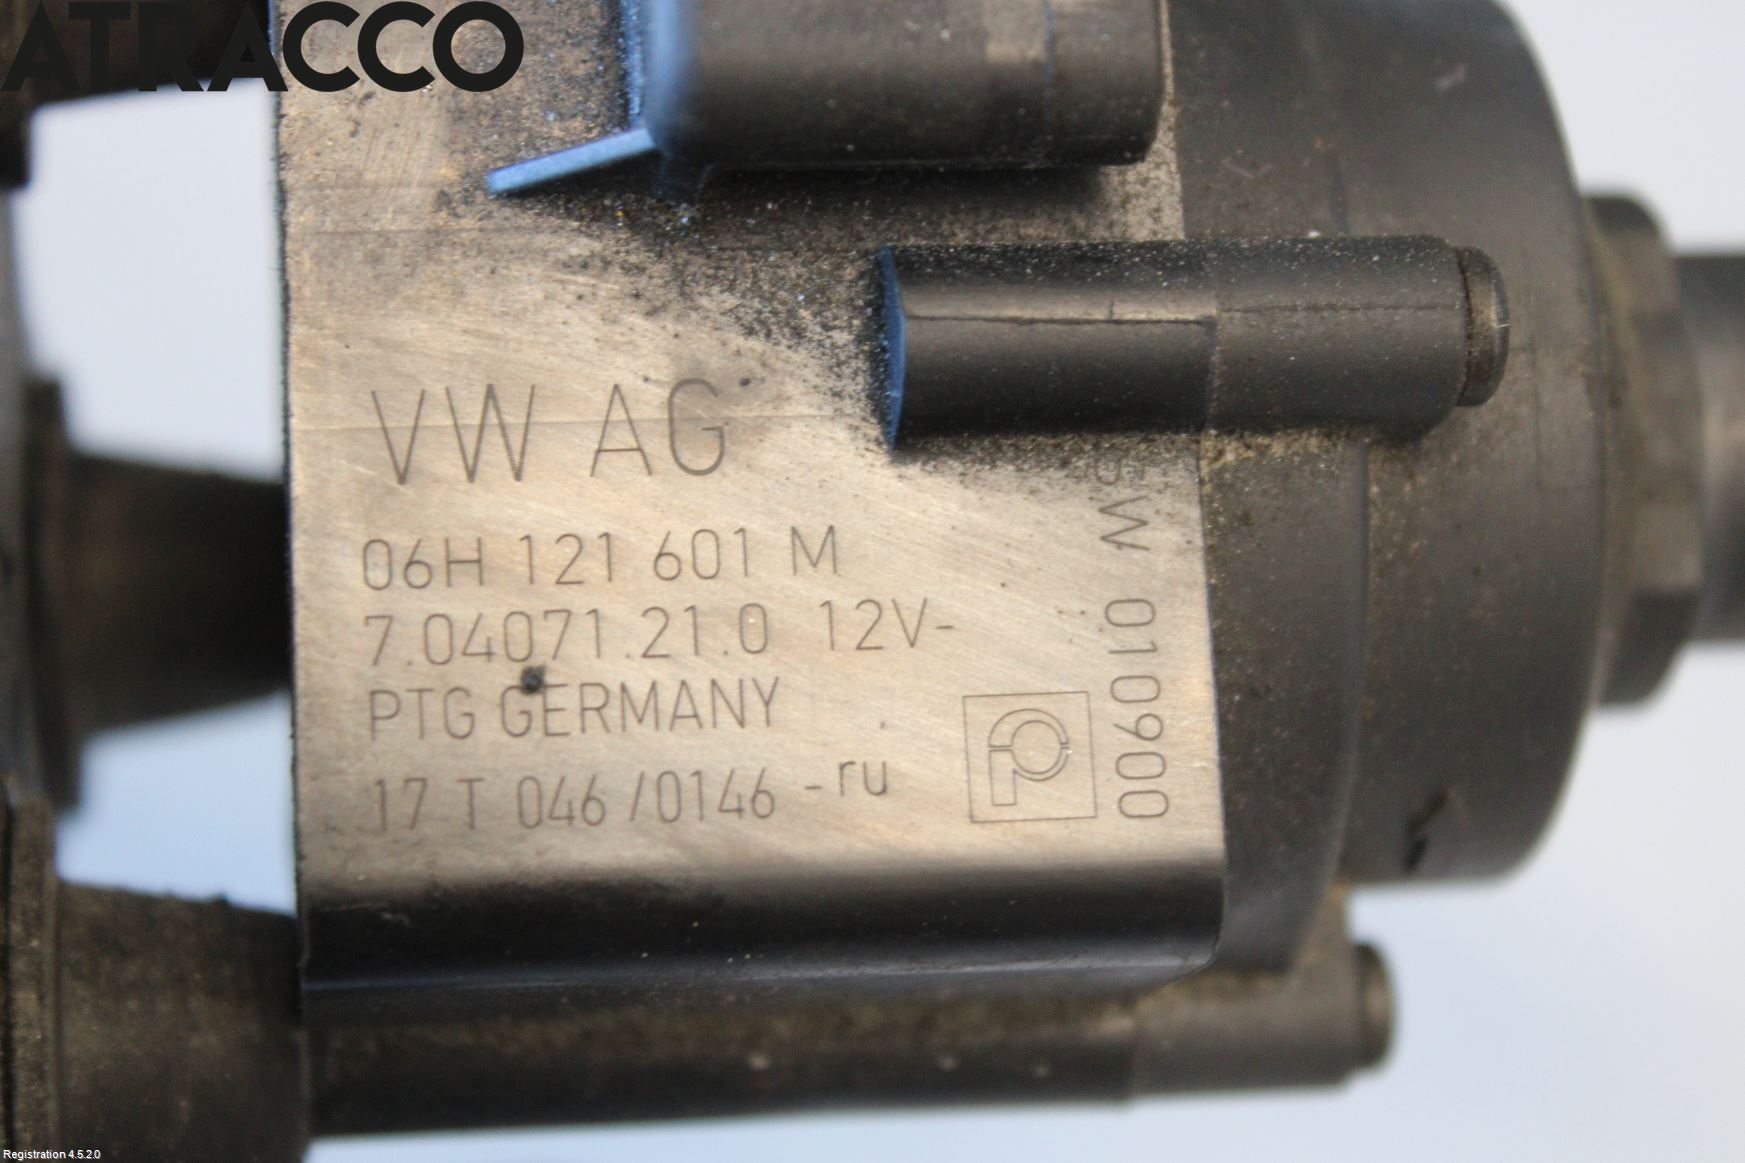 ATRACCO
VW AG
06H 121 601 M
7.04071.21.0 12V-
PTG GERMANY
17 T 046 /0146 -ru
SW 010900
Registration 4.5.2.0